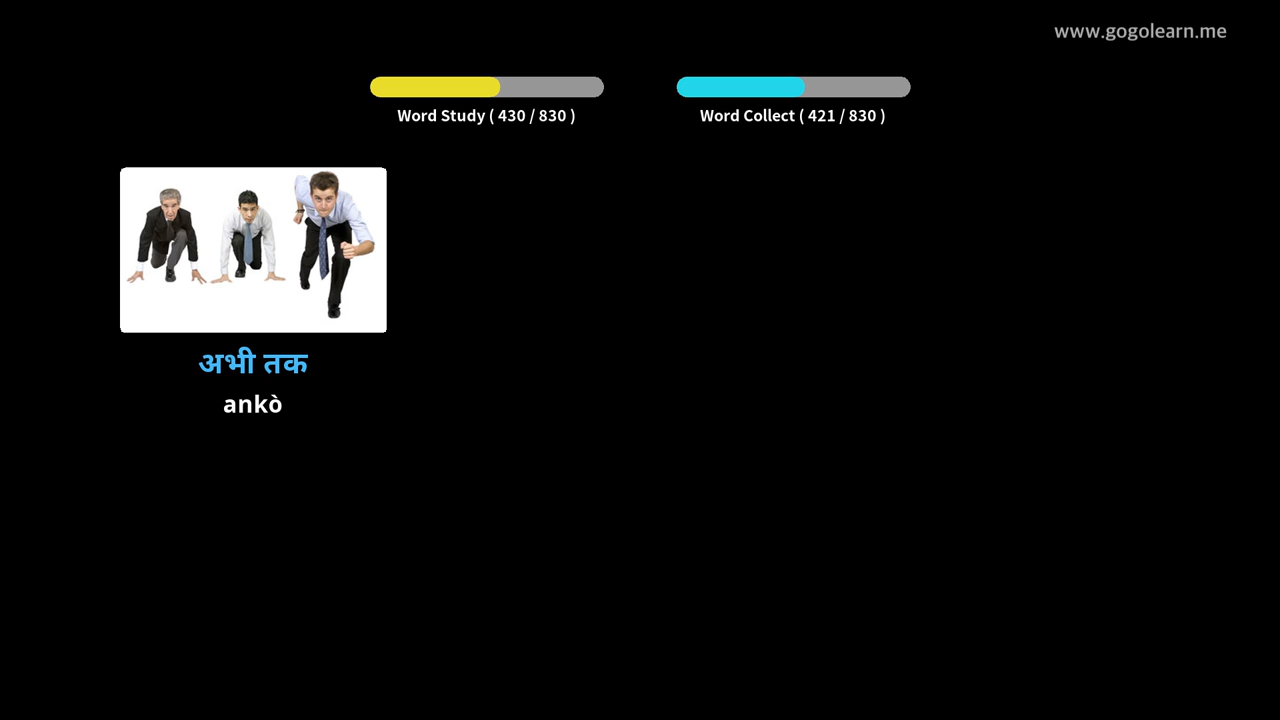 www.gogolearn.me
Word Study ( 430 / 830 )
Word Collect ( 421 / 830 )
अभी तक
ankò